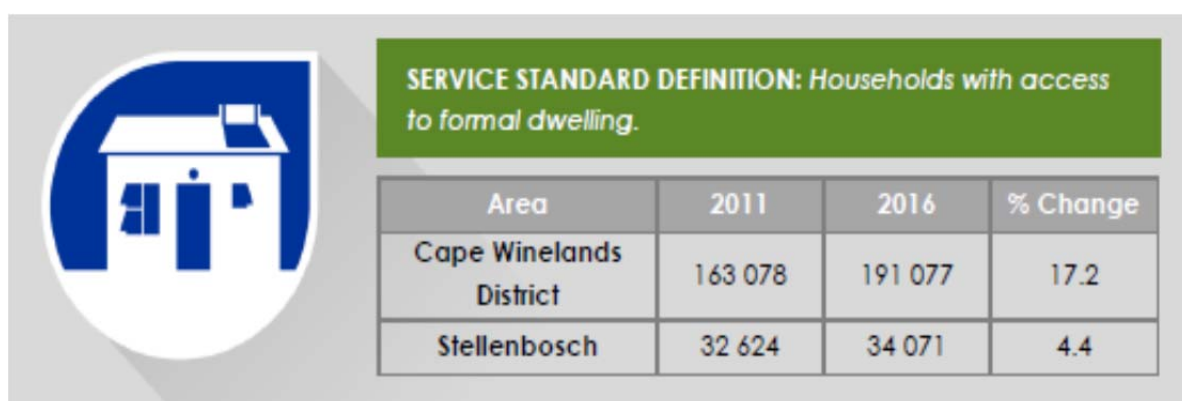 SERVICE STANDARD DEFINITION: Households with access
to formal dwelling.
Area 2011 2016 % Change
Cape Winelands
District 163 078 191 077 17.2
Stellenbosch 32 624 34 071 4.4